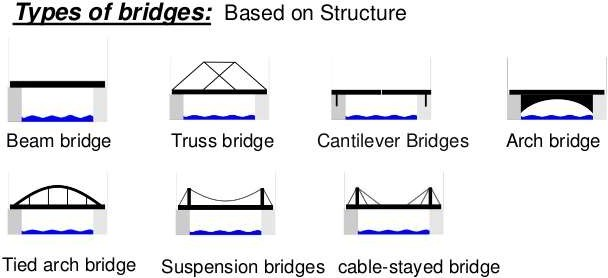 Types of bridges: Based on Structure
Beam bridge Truss bridge Cantilever Bridges Arch bridge
Tied arch bridge Suspension bridges cable-stayed bridge